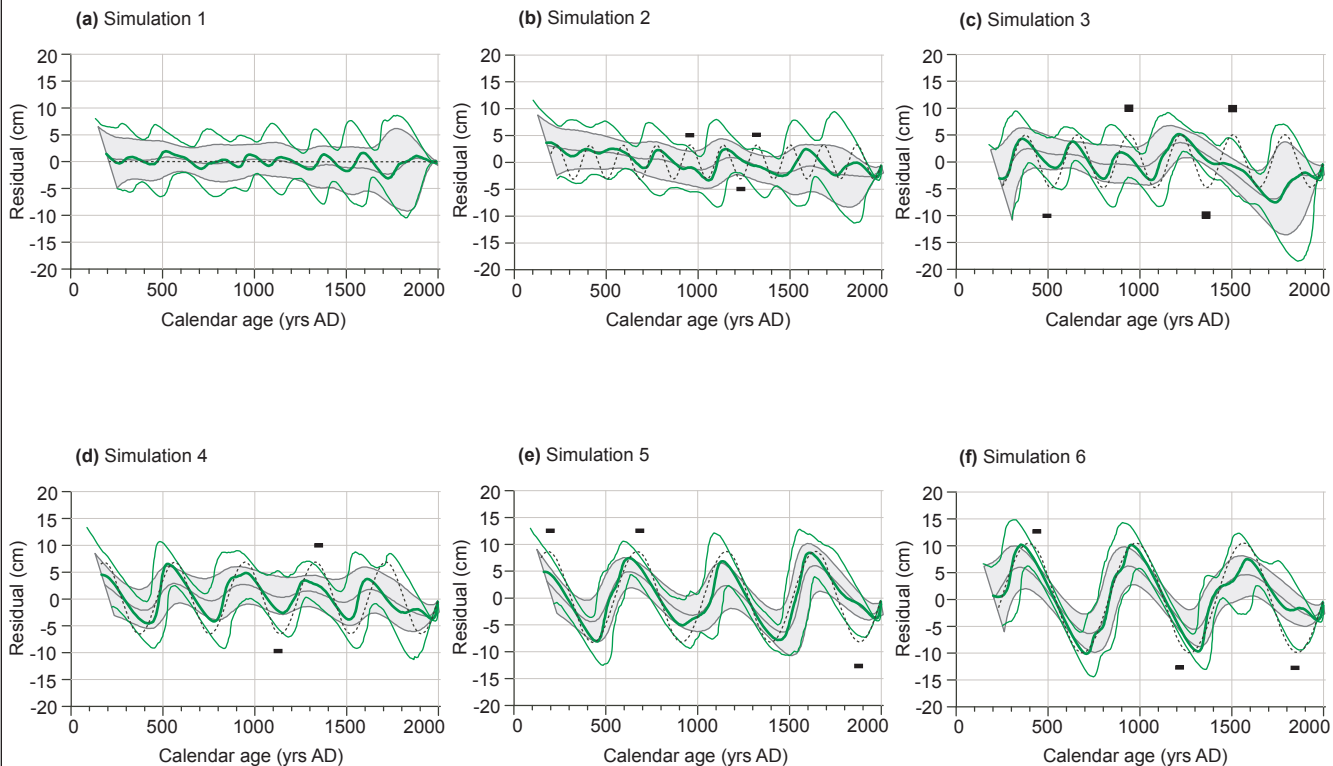 (a) Simulation 1
(b) Simulation 2
(c) Simulation 3
20
15
10
5
0
-5
-10
-15
-20
Residual (cm)
0 500 1000 1500 2000
Calendar age (yrs AD)
20
15
10
5
0
-5
-10
-15
-20
Residual (cm)
0 500 1000 1500 2000
Calendar age (yrs AD)
20
15
10
5
0
-5
-10
-15
-20
Residual (cm)
0 500 1000 1500 2000
Calendar age (yrs AD)
(d) Simulation 4
(e) Simulation 5
(f) Simulation 6
20
15
10
5
0
-5
-10
-15
-20
Residual (cm)
0 500 1000 1500 2000
Calendar age (yrs AD)
20
15
10
5
0
-5
-10
-15
-20
Residual (cm)
0 500 1000 1500 2000
Calendar age (yrs AD)
20
15
10
5
0
-5
-10
-15
-20
Residual (cm)
0 500 1000 1500 2000
Calendar age (yrs AD)